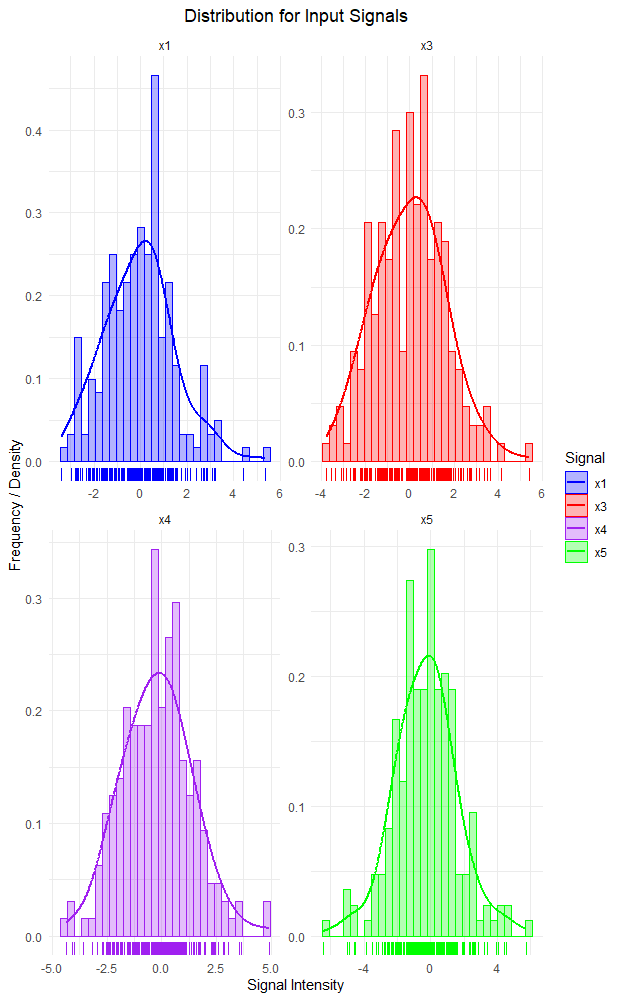 Distribution for Input Signals
x1
x3
0.4
0.3
0.2
0.1
0.0
-2 0 2 4 6
0.3
0.2
0.1
0.0
-4 -2 0 2 4 6
Frequency / Density
x4
x5
0.3
0.2
0.1
0.0
-5.0 -2.5 0.0 2.5 5.0
0.3
0.2
0.1
0.0
-4 0 4
Signal Intensity
Signal
x1
x3
x4
x5